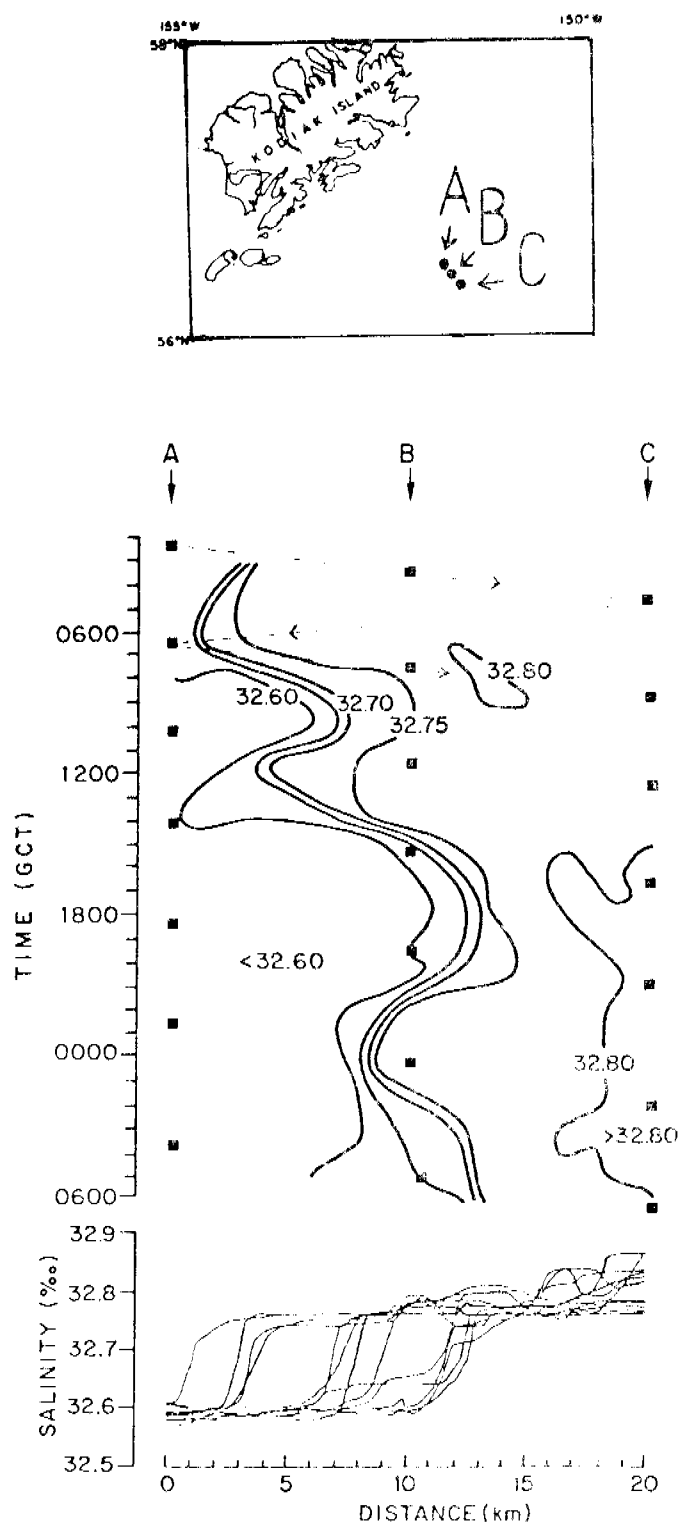 155°W
150°W
58°N
KODIAK ISLAND
A
B
C
56°N
A
B
C
0600
32.80
32.60
32.70
32.75
1200
1800
<32.60
0000
32.80
>32.80
0600
TIME (GCT)
32.9
32.8
32.7
32.6
32.5
SALINITY (‰)
0
5
10
15
20
DISTANCE (km)